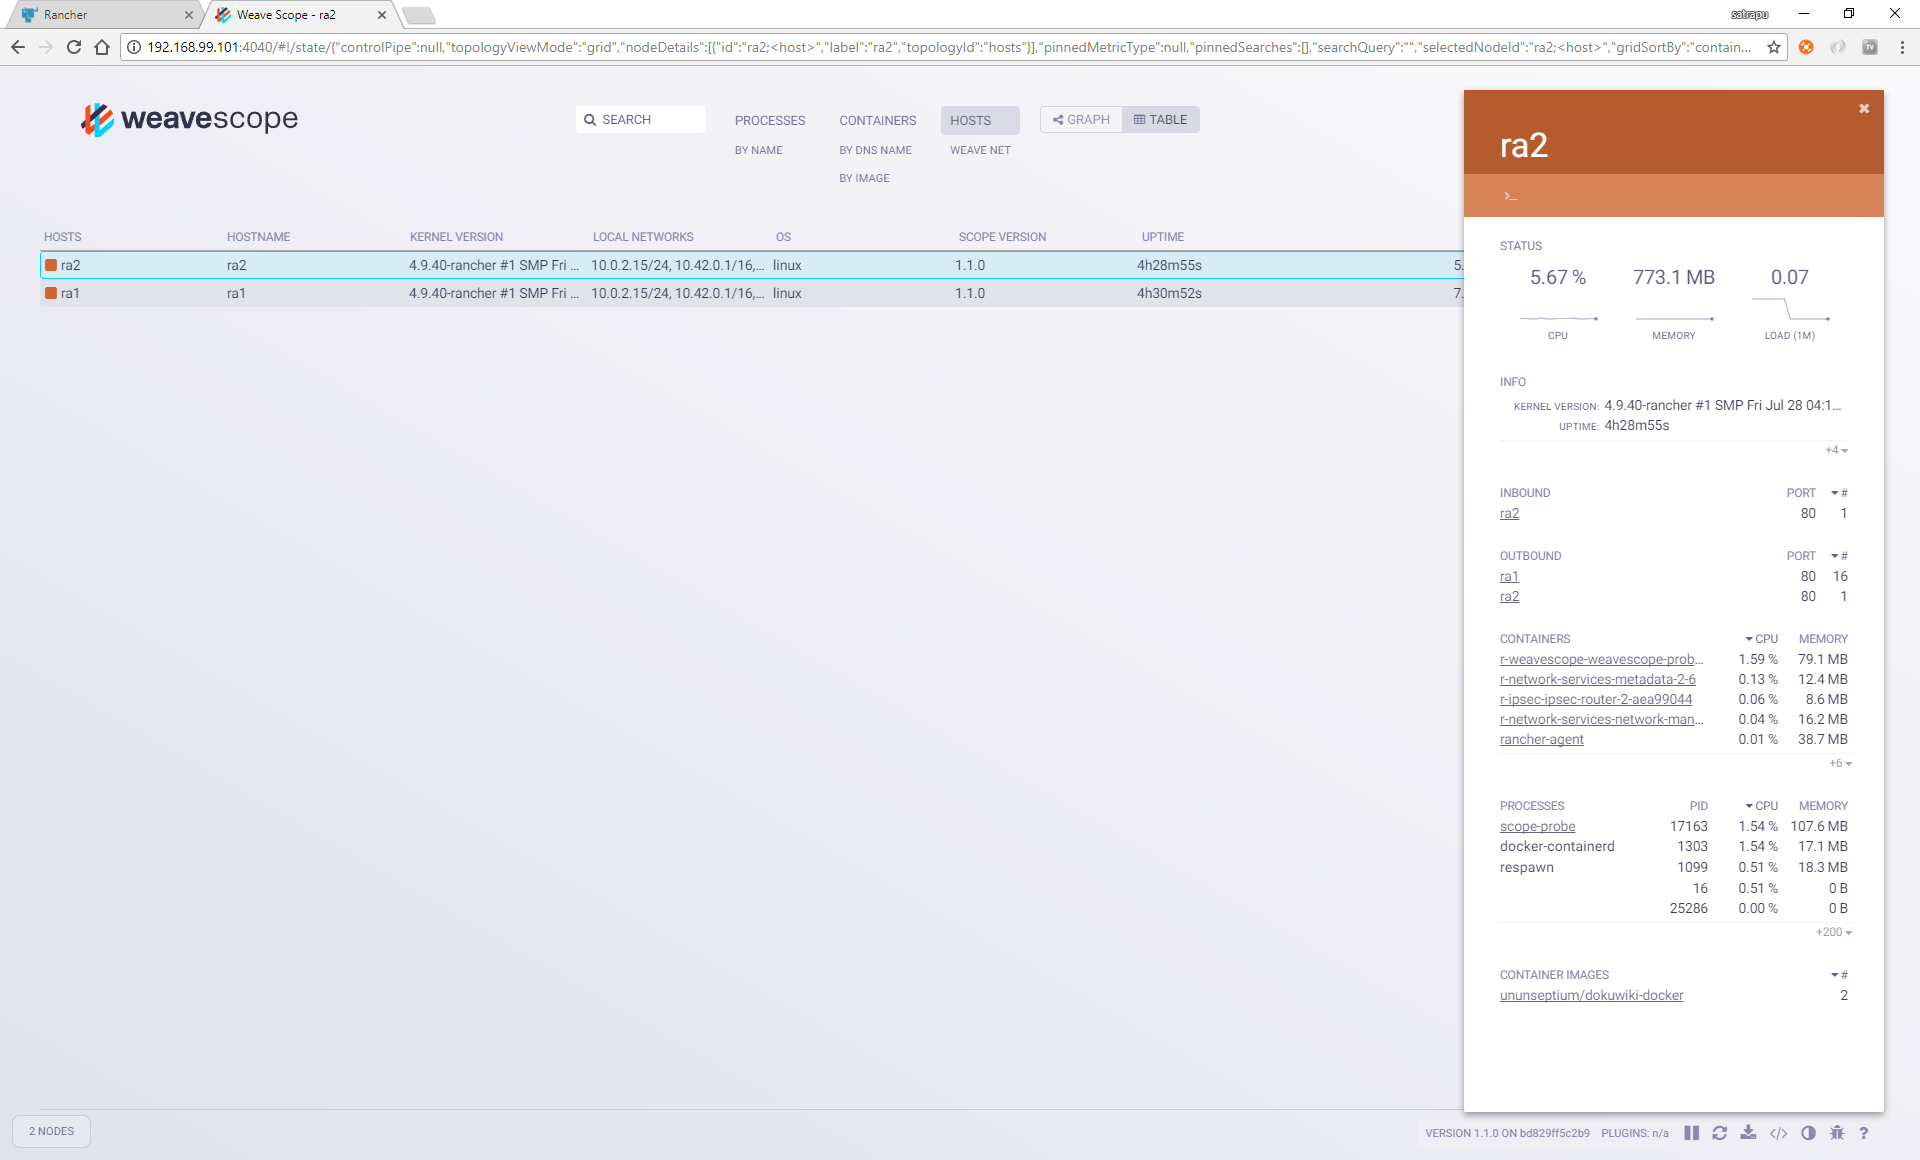 Rancher
Weave Scope - ra2
satrapu
192.168.99.101:4040/#!/state/{"controlPipe":null,"topologyViewMode":"grid","nodeDetails":[{"id":"ra2;<host>","label":"ra2","topologyId":"hosts"}],"pinnedMetricType":null,"pinnedSearches":[],"searchQuery":"","selectedNodeId":"ra2;<host>","gridSortBy":"contain...
weavescope
SEARCH
PROCESSES
BY NAME
CONTAINERS
BY DNS NAME
BY IMAGE
HOSTS
WEAVE NET
GRAPH
TABLE
HOSTS HOSTNAME KERNEL VERSION LOCAL NETWORKS OS SCOPE VERSION UPTIME
ra2 ra2 4.9.40-rancher #1 SMP Fri ... 10.0.2.15/24, 10.42.0.1/16,... linux 1.1.0 4h28m55s 5.
ra1 ra1 4.9.40-rancher #1 SMP Fri ... 10.0.2.15/24, 10.42.0.1/16,... linux 1.1.0 4h30m52s 7.
ra2
>_
STATUS
5.67 % 773.1 MB 0.07
CPU MEMORY LOAD (1M)
INFO
KERNEL VERSION: 4.9.40-rancher #1 SMP Fri Jul 28 04:1...
UPTIME: 4h28m55s
+4
INBOUND PORT #
ra2 80 1
OUTBOUND PORT #
ra1 80 16
ra2 80 1
CONTAINERS CPU MEMORY
r-weavescope-weavescope-prob... 1.59 % 79.1 MB
r-network-services-metadata-2-6 0.13 % 12.4 MB
r-ipsec-ipsec-router-2-aea99044 0.06 % 8.6 MB
r-network-services-network-man... 0.04 % 16.2 MB
rancher-agent 0.01 % 38.7 MB
+6
PROCESSES PID CPU MEMORY
scope-probe 17163 1.54 % 107.6 MB
docker-containerd 1303 1.54 % 17.1 MB
respawn 1099 0.51 % 18.3 MB
16 0.51 % 0 B
25286 0.00 % 0 B
+200
CONTAINER IMAGES #
ununseptium/dokuwiki-docker 2
2 NODES
VERSION 1.1.0 ON bd829ff5c2b9 PLUGINS: n/a </> ?